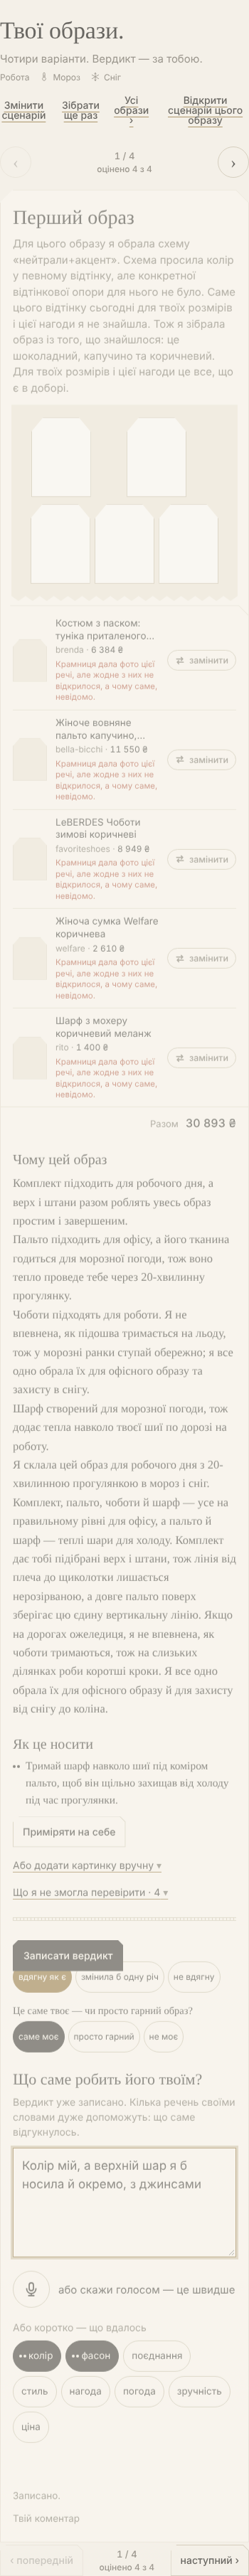 Твої образи.
Чотири варіанти. Вердикт — за тобою.
Робота Мороз Сніг
Змінити сценарій
Зібрати ще раз
Усі образи ›
Відкрити сценарій цього образу
‹
1 / 4
оцінено 4 з 4
›
Перший образ
Для цього образу я обрала схему
«нейтрали+акцент». Схема просила колір
у певному відтінку, але конкретної
відтінкової опори для нього не було. Саме
цього відтінку сьогодні для твоїх розмірів
і цієї нагоди я не знайшла. Тож я зібрала
образ із того, що знайшлося: це
шоколадний, капучино та коричневий.
Для твоїх розмірів і цієї нагоди це все, що
є в доборі.
Костюм з паском:
туніка приталеного...
brenda · 6 384 ₴
Крамниця дала фото цієї
речі, але жодне з них не
відкрилося, а чому саме,
невідомо.
⇄ замінити
Жіноче вовняне
пальто капучино,...
bella-bicchi · 11 550 ₴
Крамниця дала фото цієї
речі, але жодне з них не
відкрилося, а чому саме,
невідомо.
⇄ замінити
LeBERDES Чоботи
зимові коричневі
favoriteshoes · 8 949 ₴
Крамниця дала фото цієї
речі, але жодне з них не
відкрилося, а чому саме,
невідомо.
⇄ замінити
Жіноча сумка Welfare
коричнева
welfare · 2 610 ₴
Крамниця дала фото цієї
речі, але жодне з них не
відкрилося, а чому саме,
невідомо.
⇄ замінити
Шарф з мохеру
коричневий меланж
rito · 1 400 ₴
Крамниця дала фото цієї
речі, але жодне з них не
відкрилося, а чому саме,
невідомо.
⇄ замінити
Разом 30 893 ₴
Чому цей образ
Комплект підходить для робочого дня, а
верх і штани разом роблять увесь образ
простим і завершеним.
Пальто підходить для офісу, а його тканина
годиться для морозної погоди, тож воно
тепло проведе тебе через 20-хвилинну
прогулянку.
Чоботи підходять для роботи. Я не
впевнена, як підошва тримається на льоду,
тож у морозні ранки ступай обережно; я все
одно обрала їх для офісного образу та
захисту в снігу.
Шарф створений для морозної погоди, тож
додає тепла навколо твоєї шиї по дорозі на
роботу.
Я склала цей образ для робочого дня з 20-
хвилинною прогулянкою в мороз і сніг.
Комплект, пальто, чоботи й шарф — усе на
правильному рівні для офісу, а пальто й
шарф — теплі шари для холоду. Комплект
дає тобі підібрані верх і штани, тож лінія від
плеча до щиколотки лишається
нерозірваною, а довге пальто поверх
зберігає цю єдину вертикальну лінію. Якщо
на дорогах ожеледиця, я не впевнена, як
чоботи тримаються, тож на слизьких
ділянках роби коротші кроки. Я все одно
обрала їх для офісного образу й для захисту
від снігу до коліна.
Як це носити
Тримай шарф навколо шиї під коміром
пальто, щоб він щільно захищав від холоду
під час прогулянки.
Приміряти на себе
Або додати картинку вручну ▾
Що я не змогла перевірити · 4 ▾
Записати вердикт
вдягну як є
змінила б одну річ
не вдягну
Це саме твоє — чи просто гарний образ?
саме моє
просто гарний
не моє
Що саме робить його твоїм?
Вердикт уже записано. Кілька речень своїми
словами дуже допоможуть: що саме
відгукнулось.
Колір мій, а верхній шар я б
носила й окремо, з джинсами
або скажи голосом — це швидше
Або коротко — що вдалось
колір
фасон
поєднання
стиль
нагода
погода
зручність
ціна
Записано.
Твій коментар
‹ попередній
1 / 4
оцінено 4 з 4
наступний ›